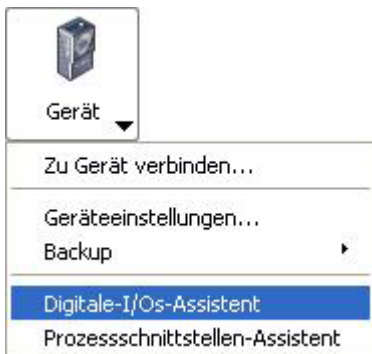 Gerät
Zu Gerät verbinden...
Geräteeinstellungen...
Backup
Digitale-I/Os-Assistent
Prozessschnittstellen-Assistent